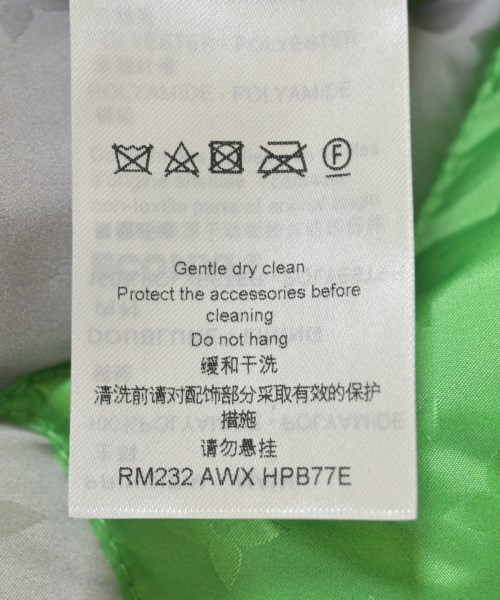 POLYAMIDE - POLYAMIDE
F
Gentle dry clean
Protect the accessories before
cleaning
Do not hang
缓和干洗
清洗前请对配饰部分采取有效的保护
措施
请勿悬挂
RM232 AWX HPB77E